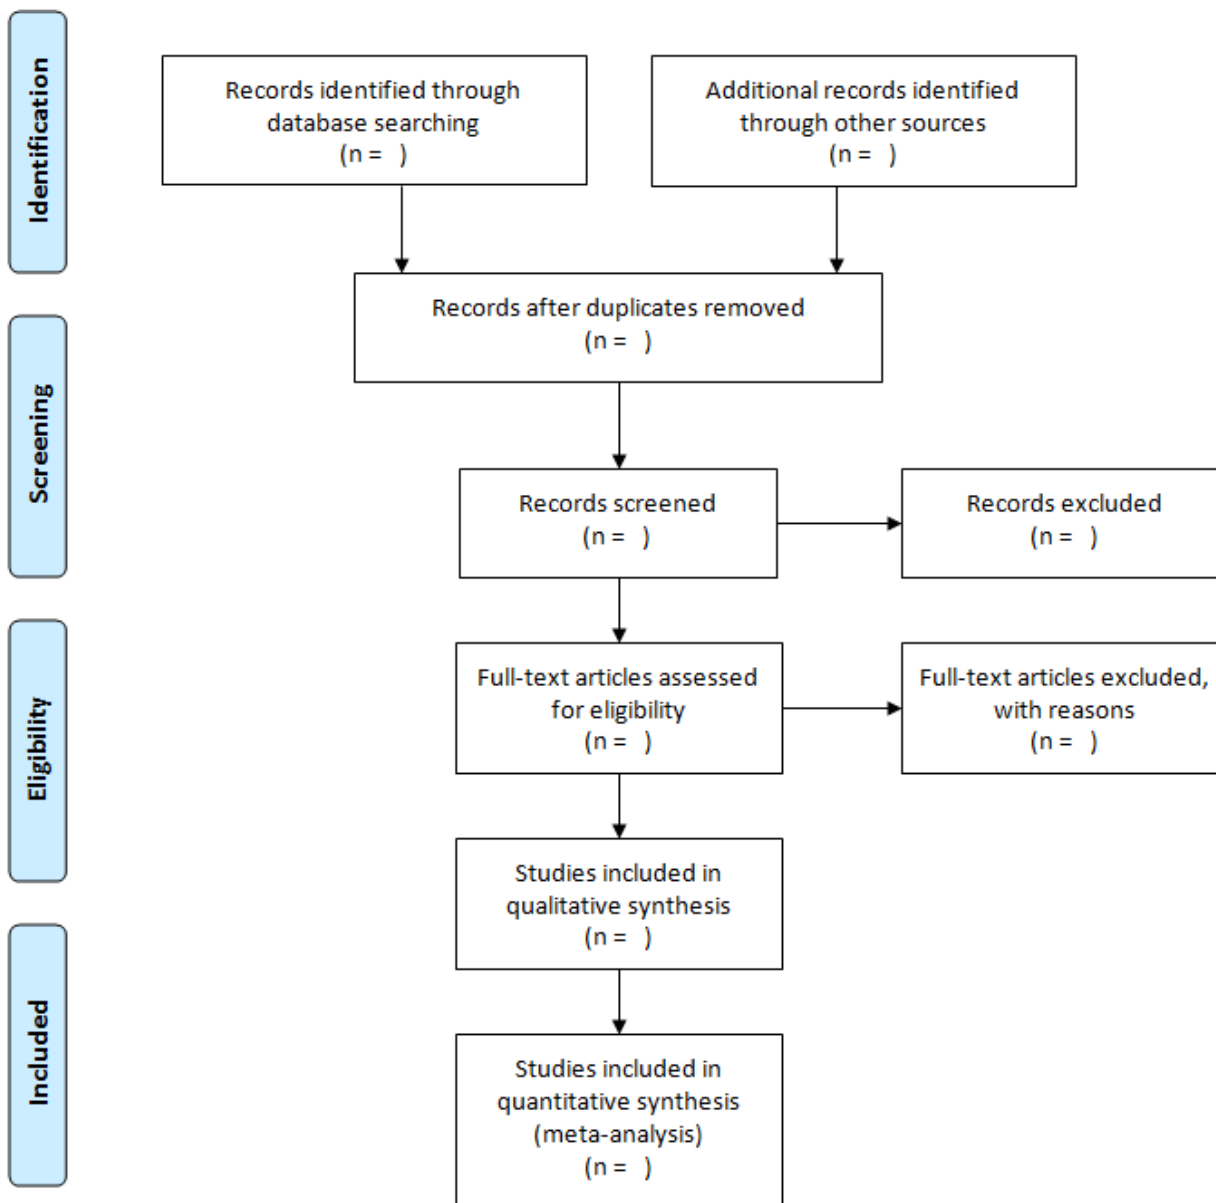 Identification
Records identified through
database searching
(n =   )
Additional records identified
through other sources
(n =   )
Records after duplicates removed
(n =   )
Screening
Records screened
(n =   )
Records excluded
(n =   )
Eligibility
Full-text articles assessed
for eligibility
(n =   )
Full-text articles excluded,
with reasons
(n =   )
Studies included in
qualitative synthesis
(n =   )
Included
Studies included in
quantitative synthesis
(meta-analysis)
(n =   )